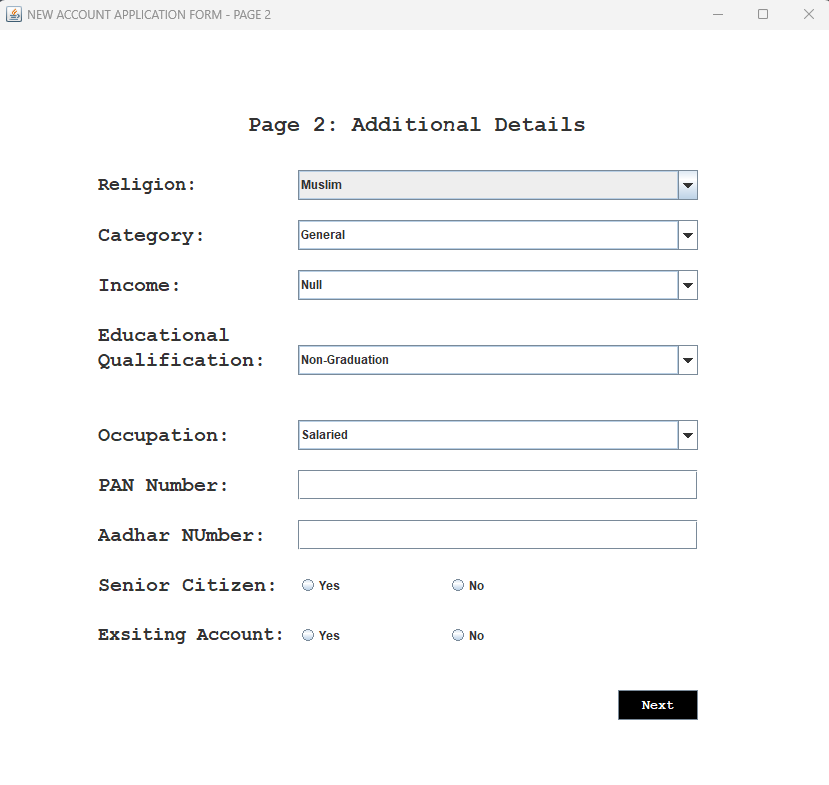 NEW ACCOUNT APPLICATION FORM - PAGE 2
Page 2: Additional Details
Religion: Muslim
Category: General
Income: Null
Educational
Qualification: Non-Graduation
Occupation: Salaried
PAN Number:
Aadhar NUmber:
Senior Citizen: Yes No
Exsiting Account: Yes No
Next